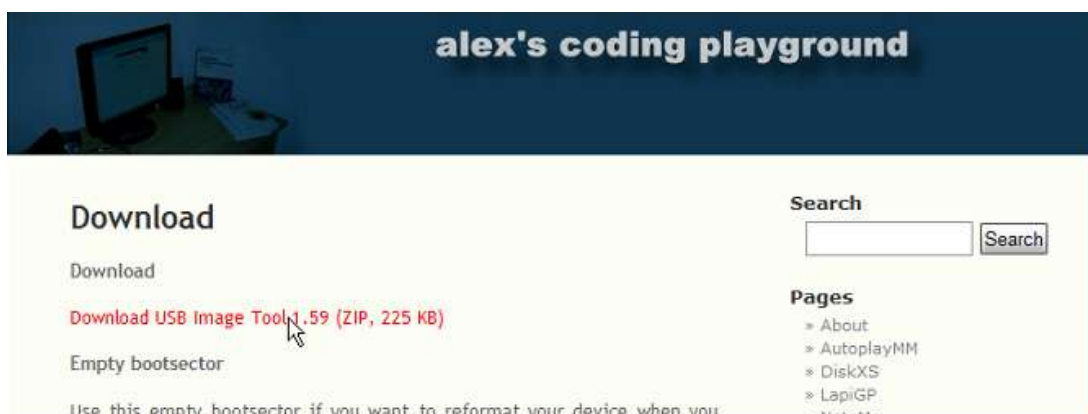 alex's coding playground
Download
Download
Download USB Image Tool 1.59 (ZIP, 225 KB)
Empty bootsector
Use this empty bootsector if you want to reformat your device when you
Search
Search
Pages
» About
» AutoplayMM
» DiskXS
» LapiGP